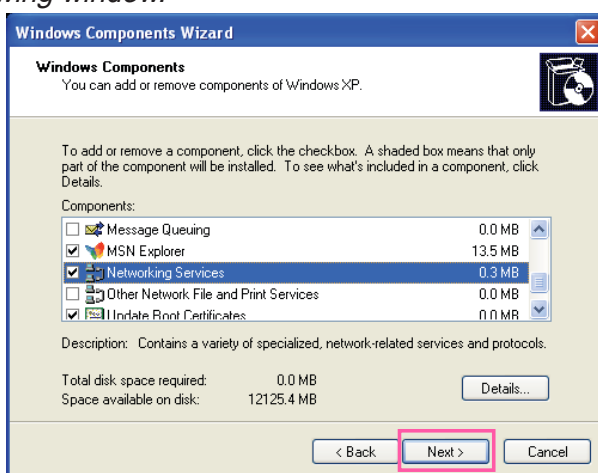 wing window
Windows Components Wizard
Windows Components
You can add or remove components of Windows XP.
To add or remove a component, click the checkbox. A shaded box means that only
part of the component will be installed. To see what's included in a component, click
Details.
Components:
Message Queuing 0.0 MB
MSN Explorer 13.5 MB
Networking Services 0.3 MB
Other Network File and Print Services 0.0 MB
Update Root Certificates 0.0 MB
Description: Contains a variety of specialized, network-related services and protocols.
Total disk space required: 0.0 MB
Space available on disk: 12125.4 MB
Details...
< Back Next > Cancel